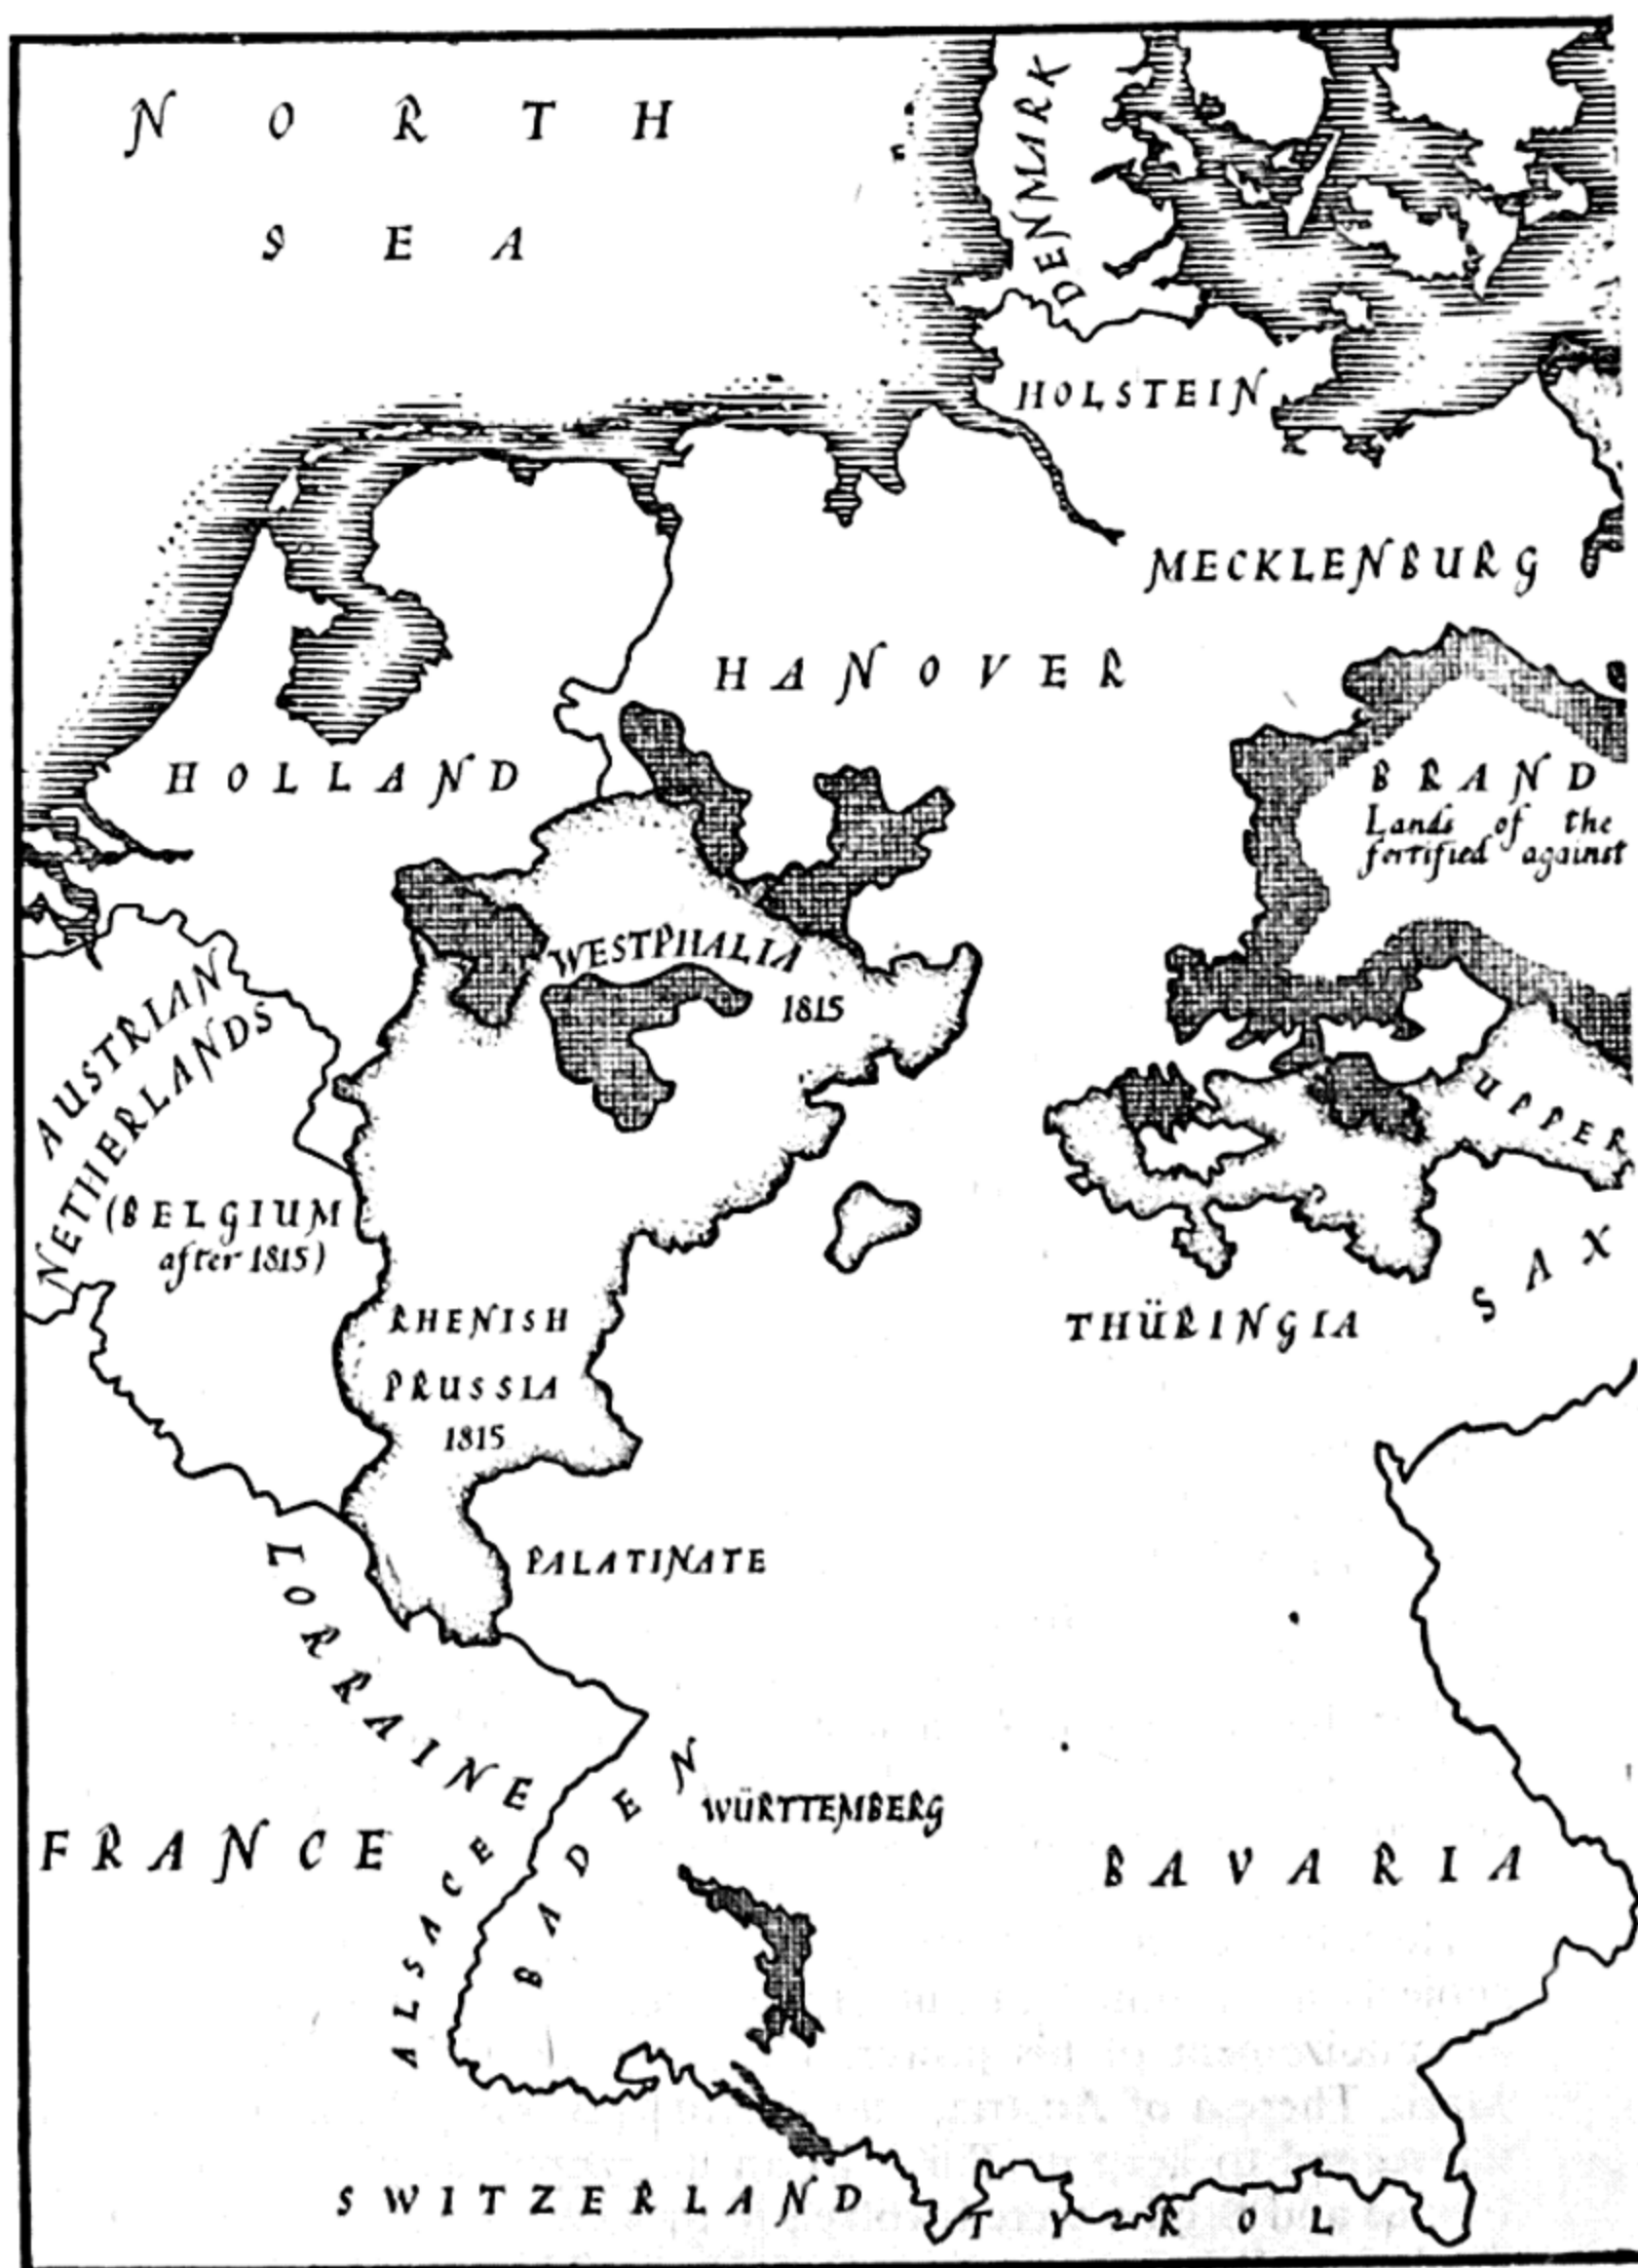 NORTH
SEA
DENMARK
HOLSTEIN
MECKLENBURG
HANOVER
HOLLAND
BRAND
Lands of the
fortified against
WESTPHALIA
1815
AUSTRIAN
NETHERLANDS
(BELGIUM
after 1815)
UPPER
SAX
RHENISH
PRUSSIA
1815
THÜRINGIA
PALATINATE
LORRAINE
BADEN
WÜRTTEMBERG
FRANCE
ALSACE
BAVARIA
SWITZERLAND
TYROL